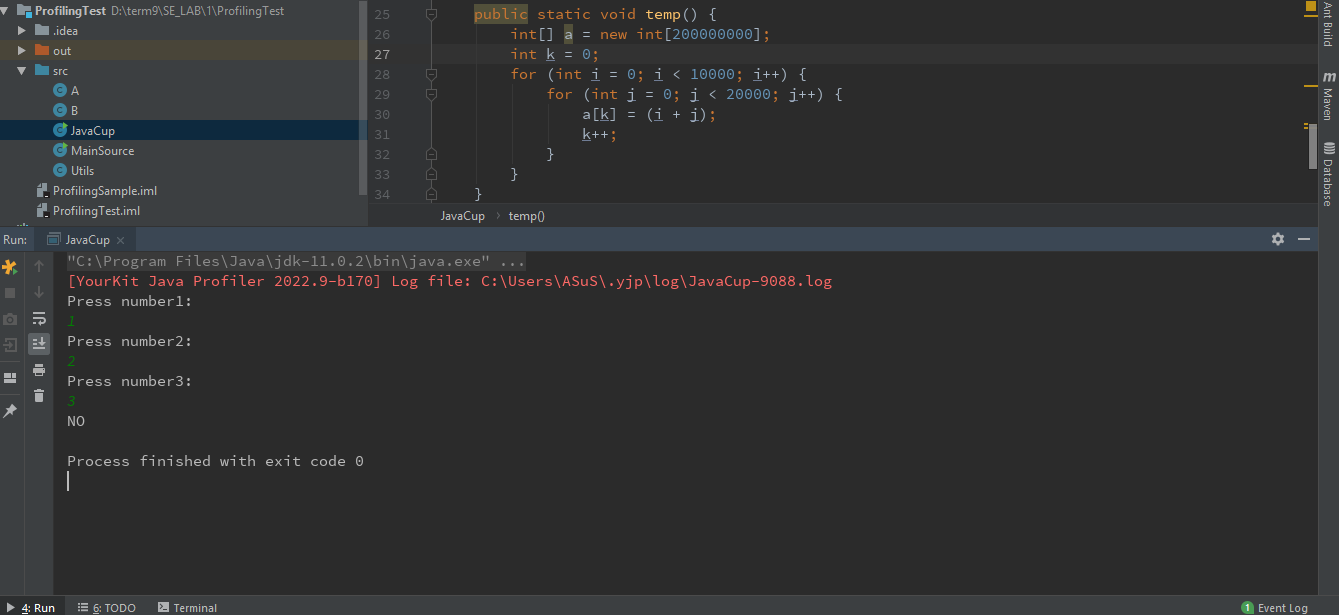 ProfilingTest D:\term9\SE_LAB\1\ProfilingTest
.idea
out
src
A
B
JavaCup
MainSource
Utils
ProfilingSample.iml
ProfilingTest.iml
25 public static void temp() {
26 int[] a = new int[200000000];
27 int k = 0;
28 for (int i = 0; i < 10000; i++) {
29 for (int j = 0; j < 20000; j++) {
30 a[k] = (i + j);
31 k++;
32 }
33 }
34 }
JavaCup › temp()
Ant Build
m Maven
Database
Run: JavaCup ×
"C:\Program Files\Java\jdk-11.0.2\bin\java.exe" ...
[YourKit Java Profiler 2022.9-b170] Log file: C:\Users\ASuS\.yjp\log\JavaCup-9088.log
Press number1:
1
Press number2:
2
Press number3:
3
NO
Process finished with exit code 0
4: Run 6: TODO Terminal 1 Event Log